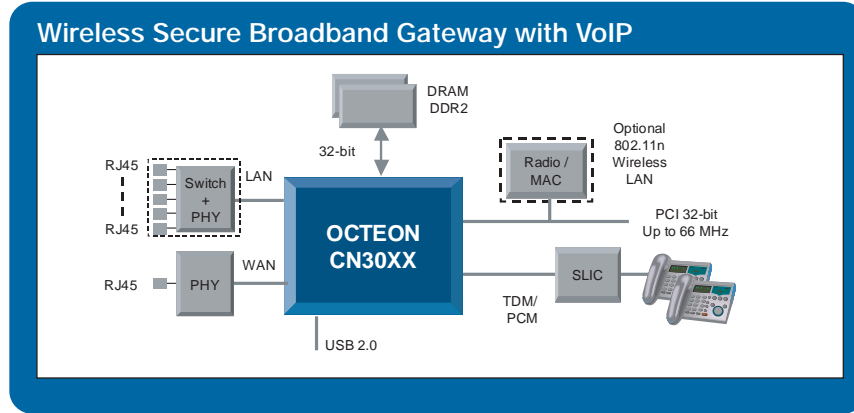 Wireless Secure Broadband Gateway with VoIP
DRAM
DDR2
32-bit
Optional
802.11n
Wireless
LAN
Radio /
MAC
RJ45
RJ45
Switch
+
PHY
LAN
OCTEON
CN30XX
PCI 32-bit
Up to 66 MHz
RJ45
PHY
WAN
SLIC
TDM/
PCM
USB 2.0